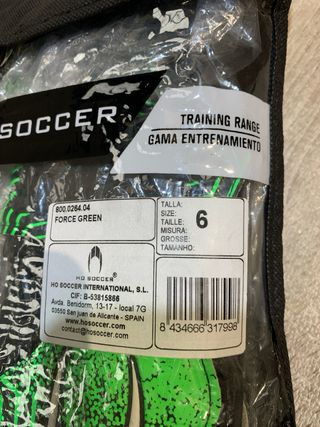 SOCCER
TRAINING RANGE
GAMA ENTRENAMIENTO
800.0264.04
FORCE GREEN
HO SOCCER
HO SOCCER INTERNATIONAL, S.L.
CIF: B-53815866
Avda. Benidorm, 13-17 - local 7G
03550 San juan de Alicante - SPAIN
www.hosoccer.com
contact@hosoccer.com
TALLA:
SIZE:
TAILLE:
MISURA:
GROSSE:
TAMANHO:
6
8 434666 317998